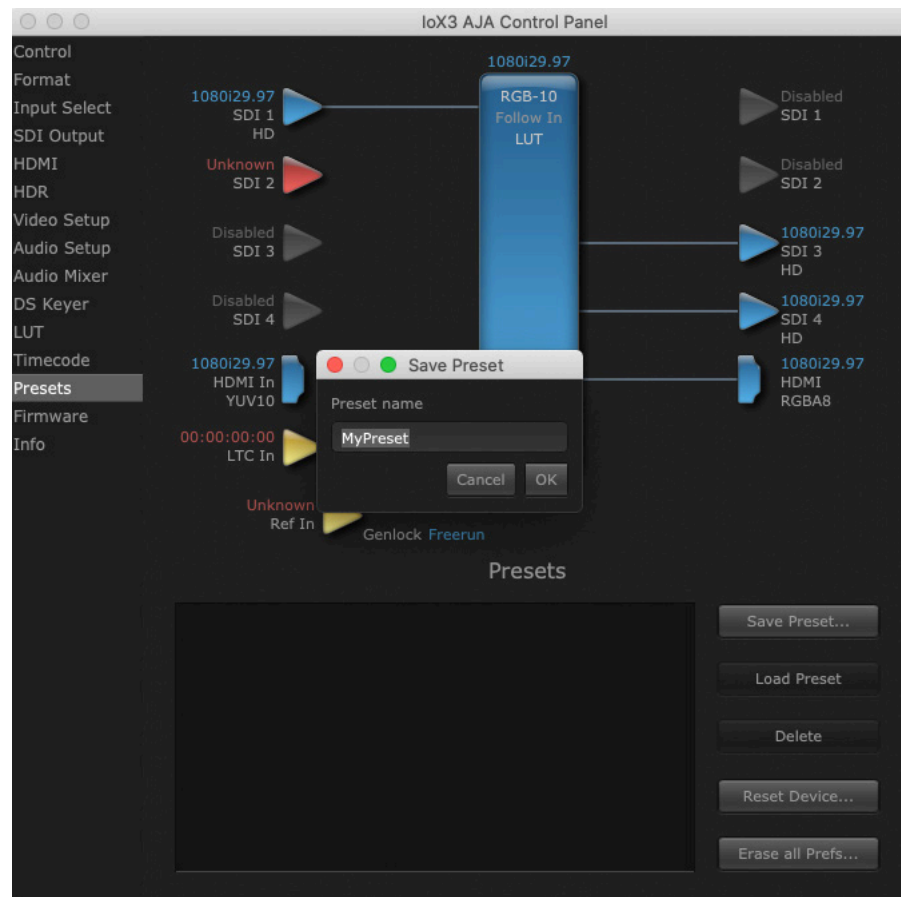 IoX3 AJA Control Panel
Control
Format
Input Select
SDI Output
HDMI
HDR
Video Setup
Audio Setup
Audio Mixer
DS Keyer
LUT
Timecode
Presets
Firmware
Info
1080i29.97
SDI 1
HD
Unknown
SDI 2
Disabled
SDI 3
Disabled
SDI 4
1080i29.97
HDMI In
YUV10
00:00:00:00
LTC In
Unknown
Ref In
Genlock Freerun
1080i29.97
RGB-10
Follow In
LUT
Disabled
SDI 1
Disabled
SDI 2
1080i29.97
SDI 3
HD
1080i29.97
SDI 4
HD
1080i29.97
HDMI
RGBA8
Save Preset
Preset name
MyPreset
Cancel OK
Presets
Save Preset...
Load Preset
Delete
Reset Device...
Erase all Prefs...